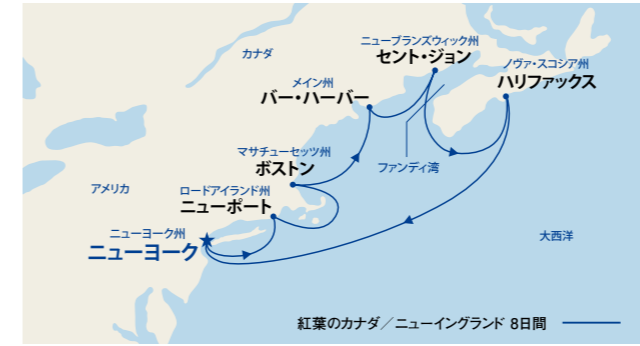 ニューブランズウィック州
セント・ジョン
カナダ
ノヴァ・スコシア州
ハリファックス
メイン州
バー・ハーバー
マサチューセッツ州
ボストン
ファンディ湾
アメリカ
ロードアイランド州
ニューポート
ニューヨーク州
ニューヨーク
大西洋
紅葉のカナダ／ニューイングランド 8日間